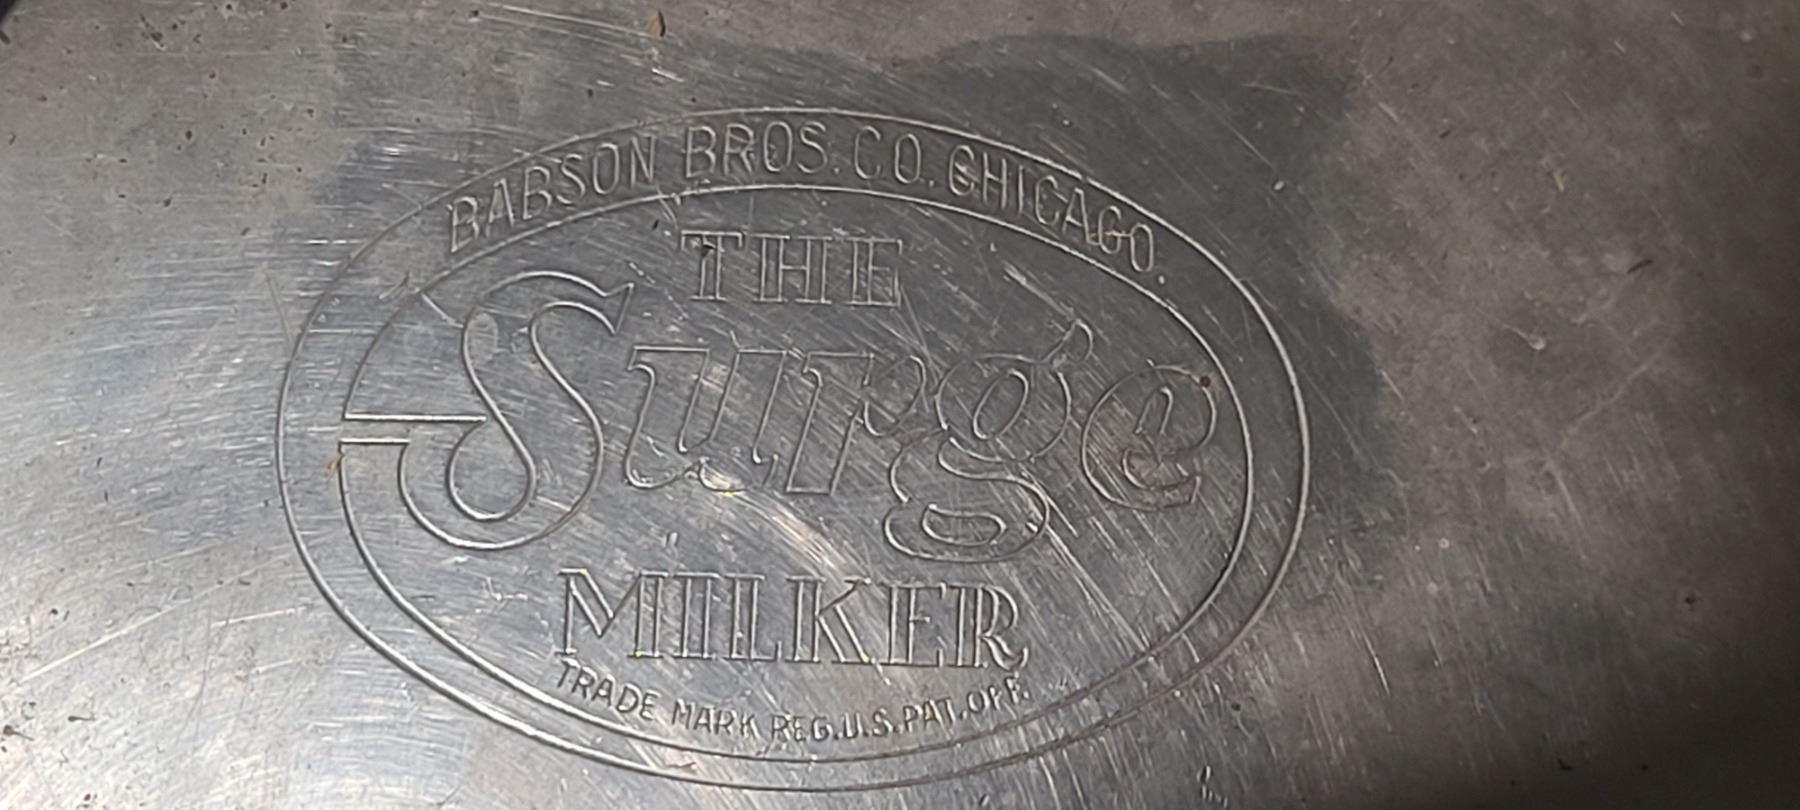 BABSON BROS. CO. CHICAGO.
THE
Surge
MILKER
TRADE MARK REG.U.S.PAT.OFF.